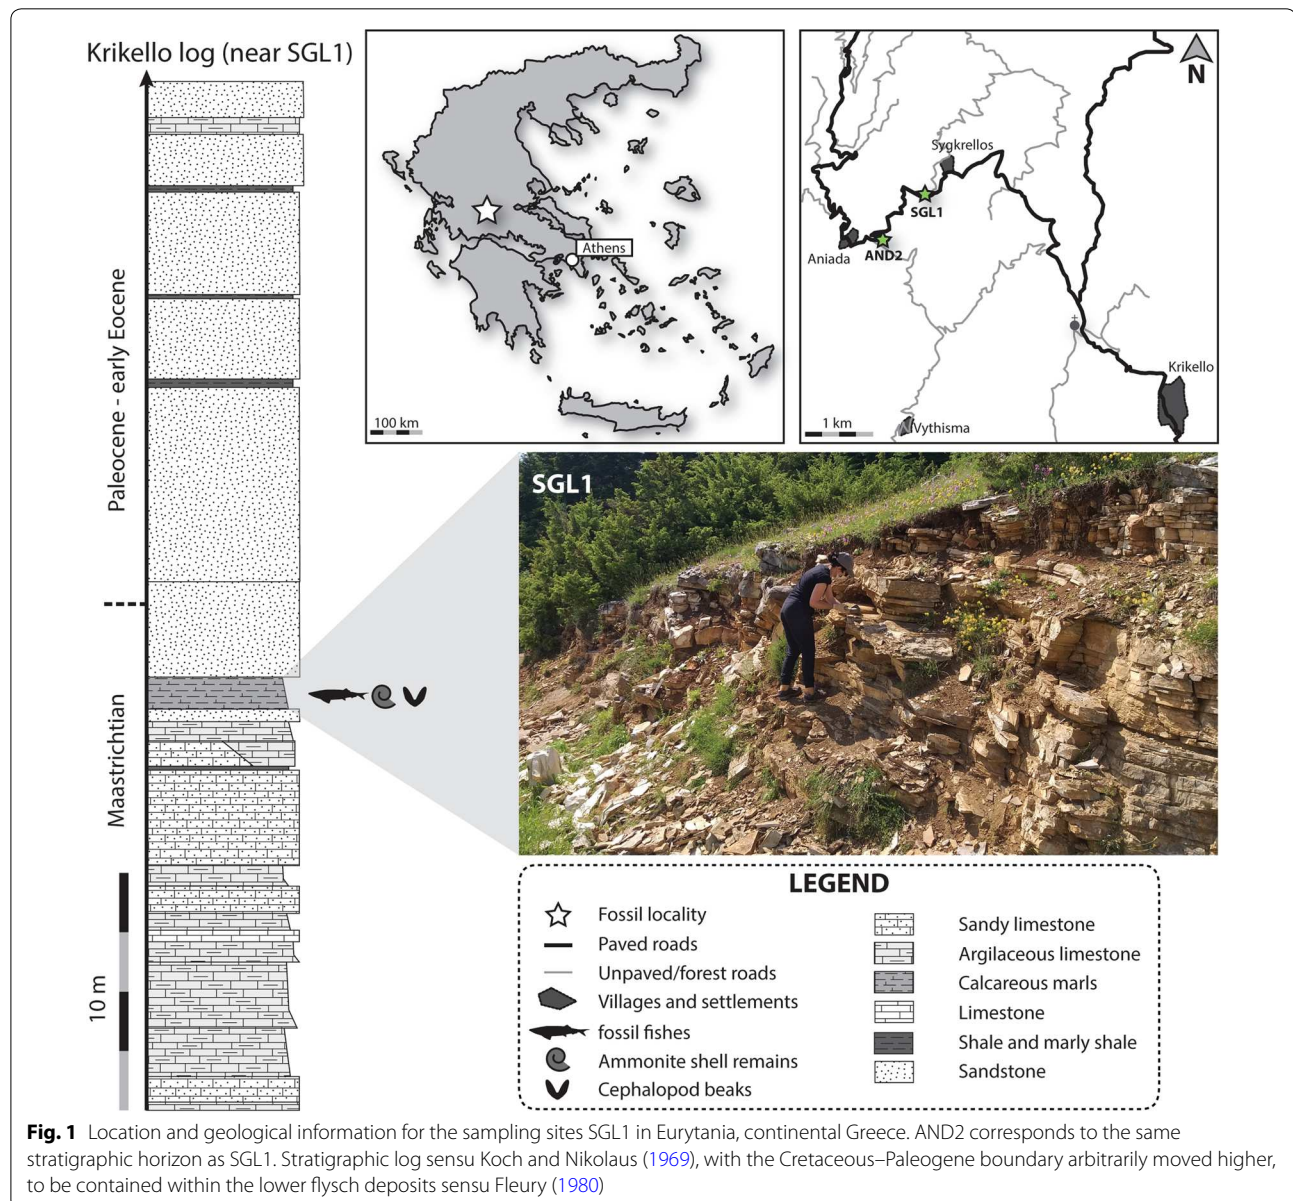 Krikello log (near SGL1)
Paleocene - early Eocene
Maastrichtian
10 m
Athens
100 km
N
Sygkrellos
SGL1
Aniada
AND2
Krikello
1 km
Vythisma
SGL1
LEGEND
Fossil locality
Paved roads
Unpaved/forest roads
Villages and settlements
fossil fishes
Ammonite shell remains
Cephalopod beaks
Sandy limestone
Argilaceous limestone
Calcareous marls
Limestone
Shale and marly shale
Sandstone
Fig. 1 Location and geological information for the sampling sites SGL1 in Eurytania, continental Greece. AND2 corresponds to the same
stratigraphic horizon as SGL1. Stratigraphic log sensu Koch and Nikolaus (1969), with the Cretaceous–Paleogene boundary arbitrarily moved higher,
to be contained within the lower flysch deposits sensu Fleury (1980)